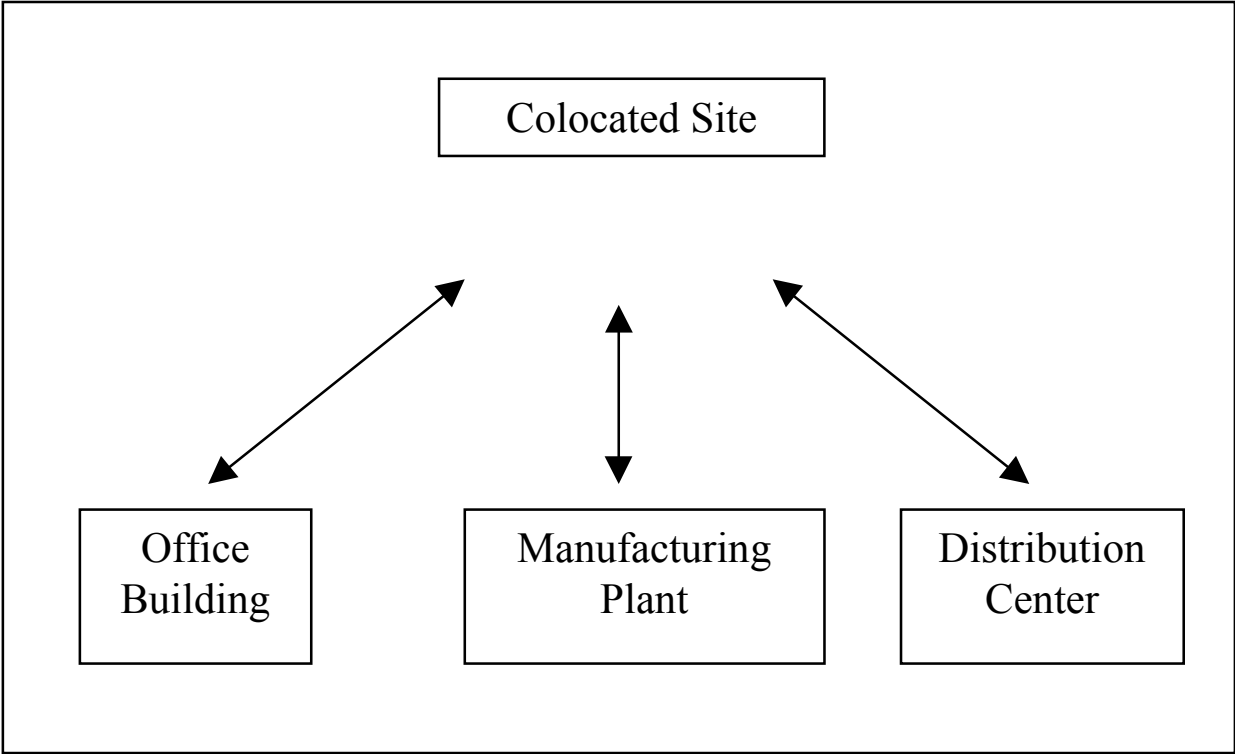 Colocated Site
Office
Building
Manufacturing
Plant
Distribution
Center